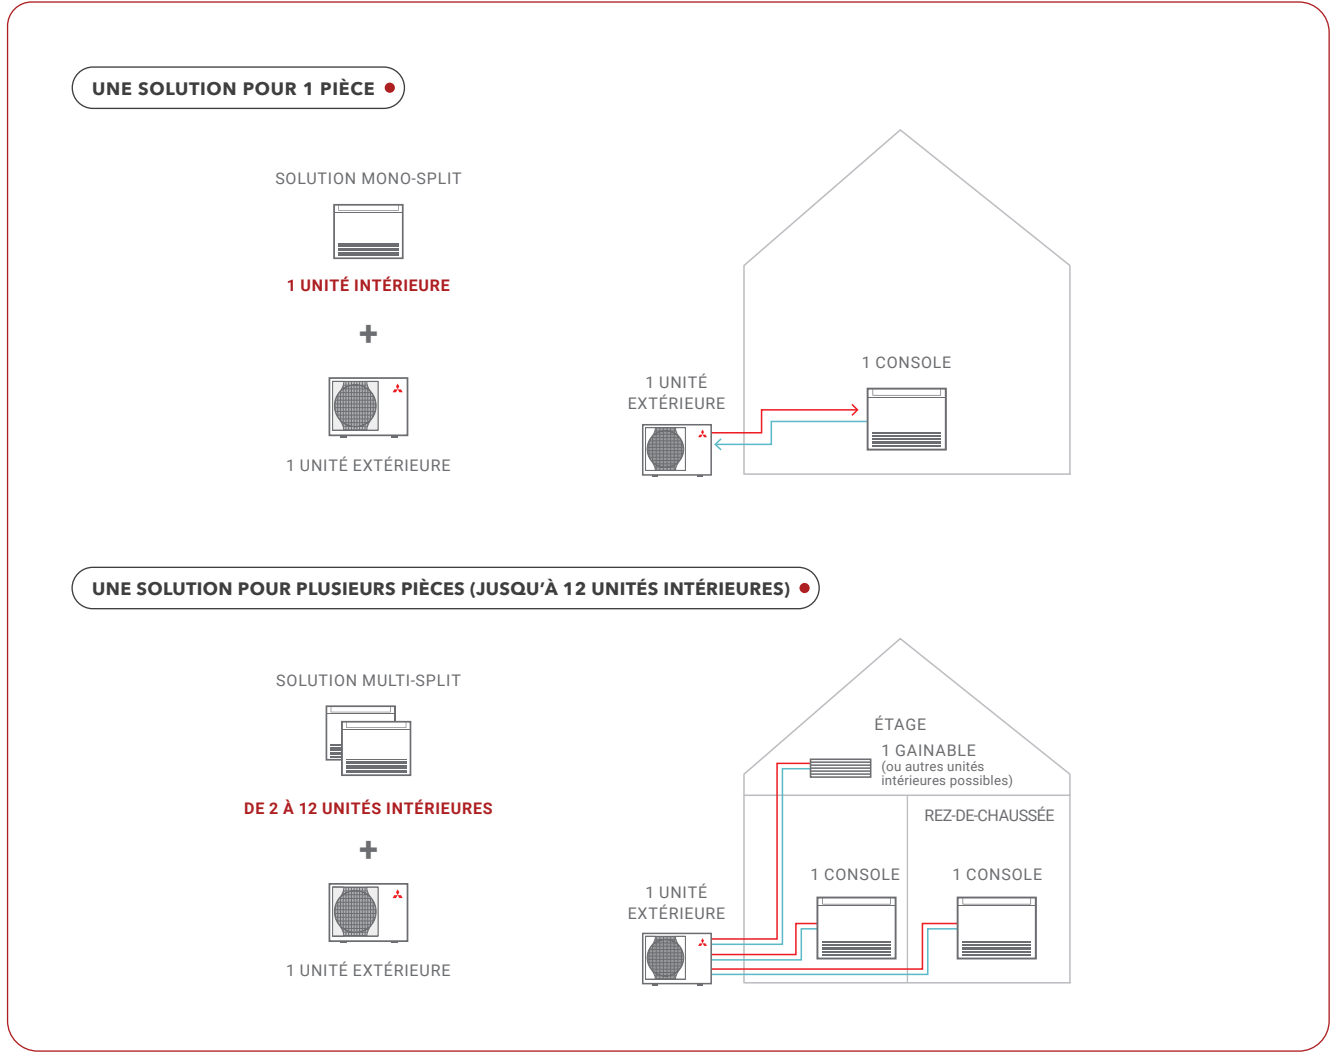 UNE SOLUTION POUR 1 PIÈCE
SOLUTION MONO-SPLIT
1 UNITÉ INTÉRIEURE
+
1 UNITÉ EXTÉRIEURE
1 UNITÉ
EXTÉRIEURE
1 CONSOLE
UNE SOLUTION POUR PLUSIEURS PIÈCES (JUSQU'À 12 UNITÉS INTÉRIEURES)
SOLUTION MULTI-SPLIT
DE 2 À 12 UNITÉS INTÉRIEURES
+
1 UNITÉ EXTÉRIEURE
ÉTAGE
1 GAINABLE
(ou autres unités
intérieures possibles)
REZ-DE-CHAUSSÉE
1 CONSOLE
1 CONSOLE
1 UNITÉ
EXTÉRIEURE